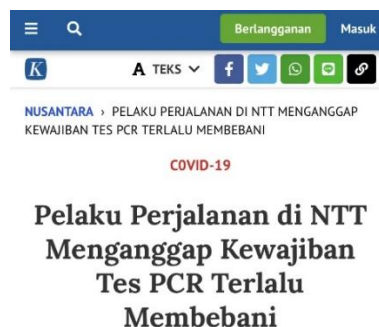 Berlangganan Masuk
K A TEKS
NUSANTARA › PELAKU PERJALANAN DI NTT MENGANGGAP
KEWAJIBAN TES PCR TERLALU MEMBEBANI
COVID-19
Pelaku Perjalanan di NTT
Menganggap Kewajiban
Tes PCR Terlalu
Membebani